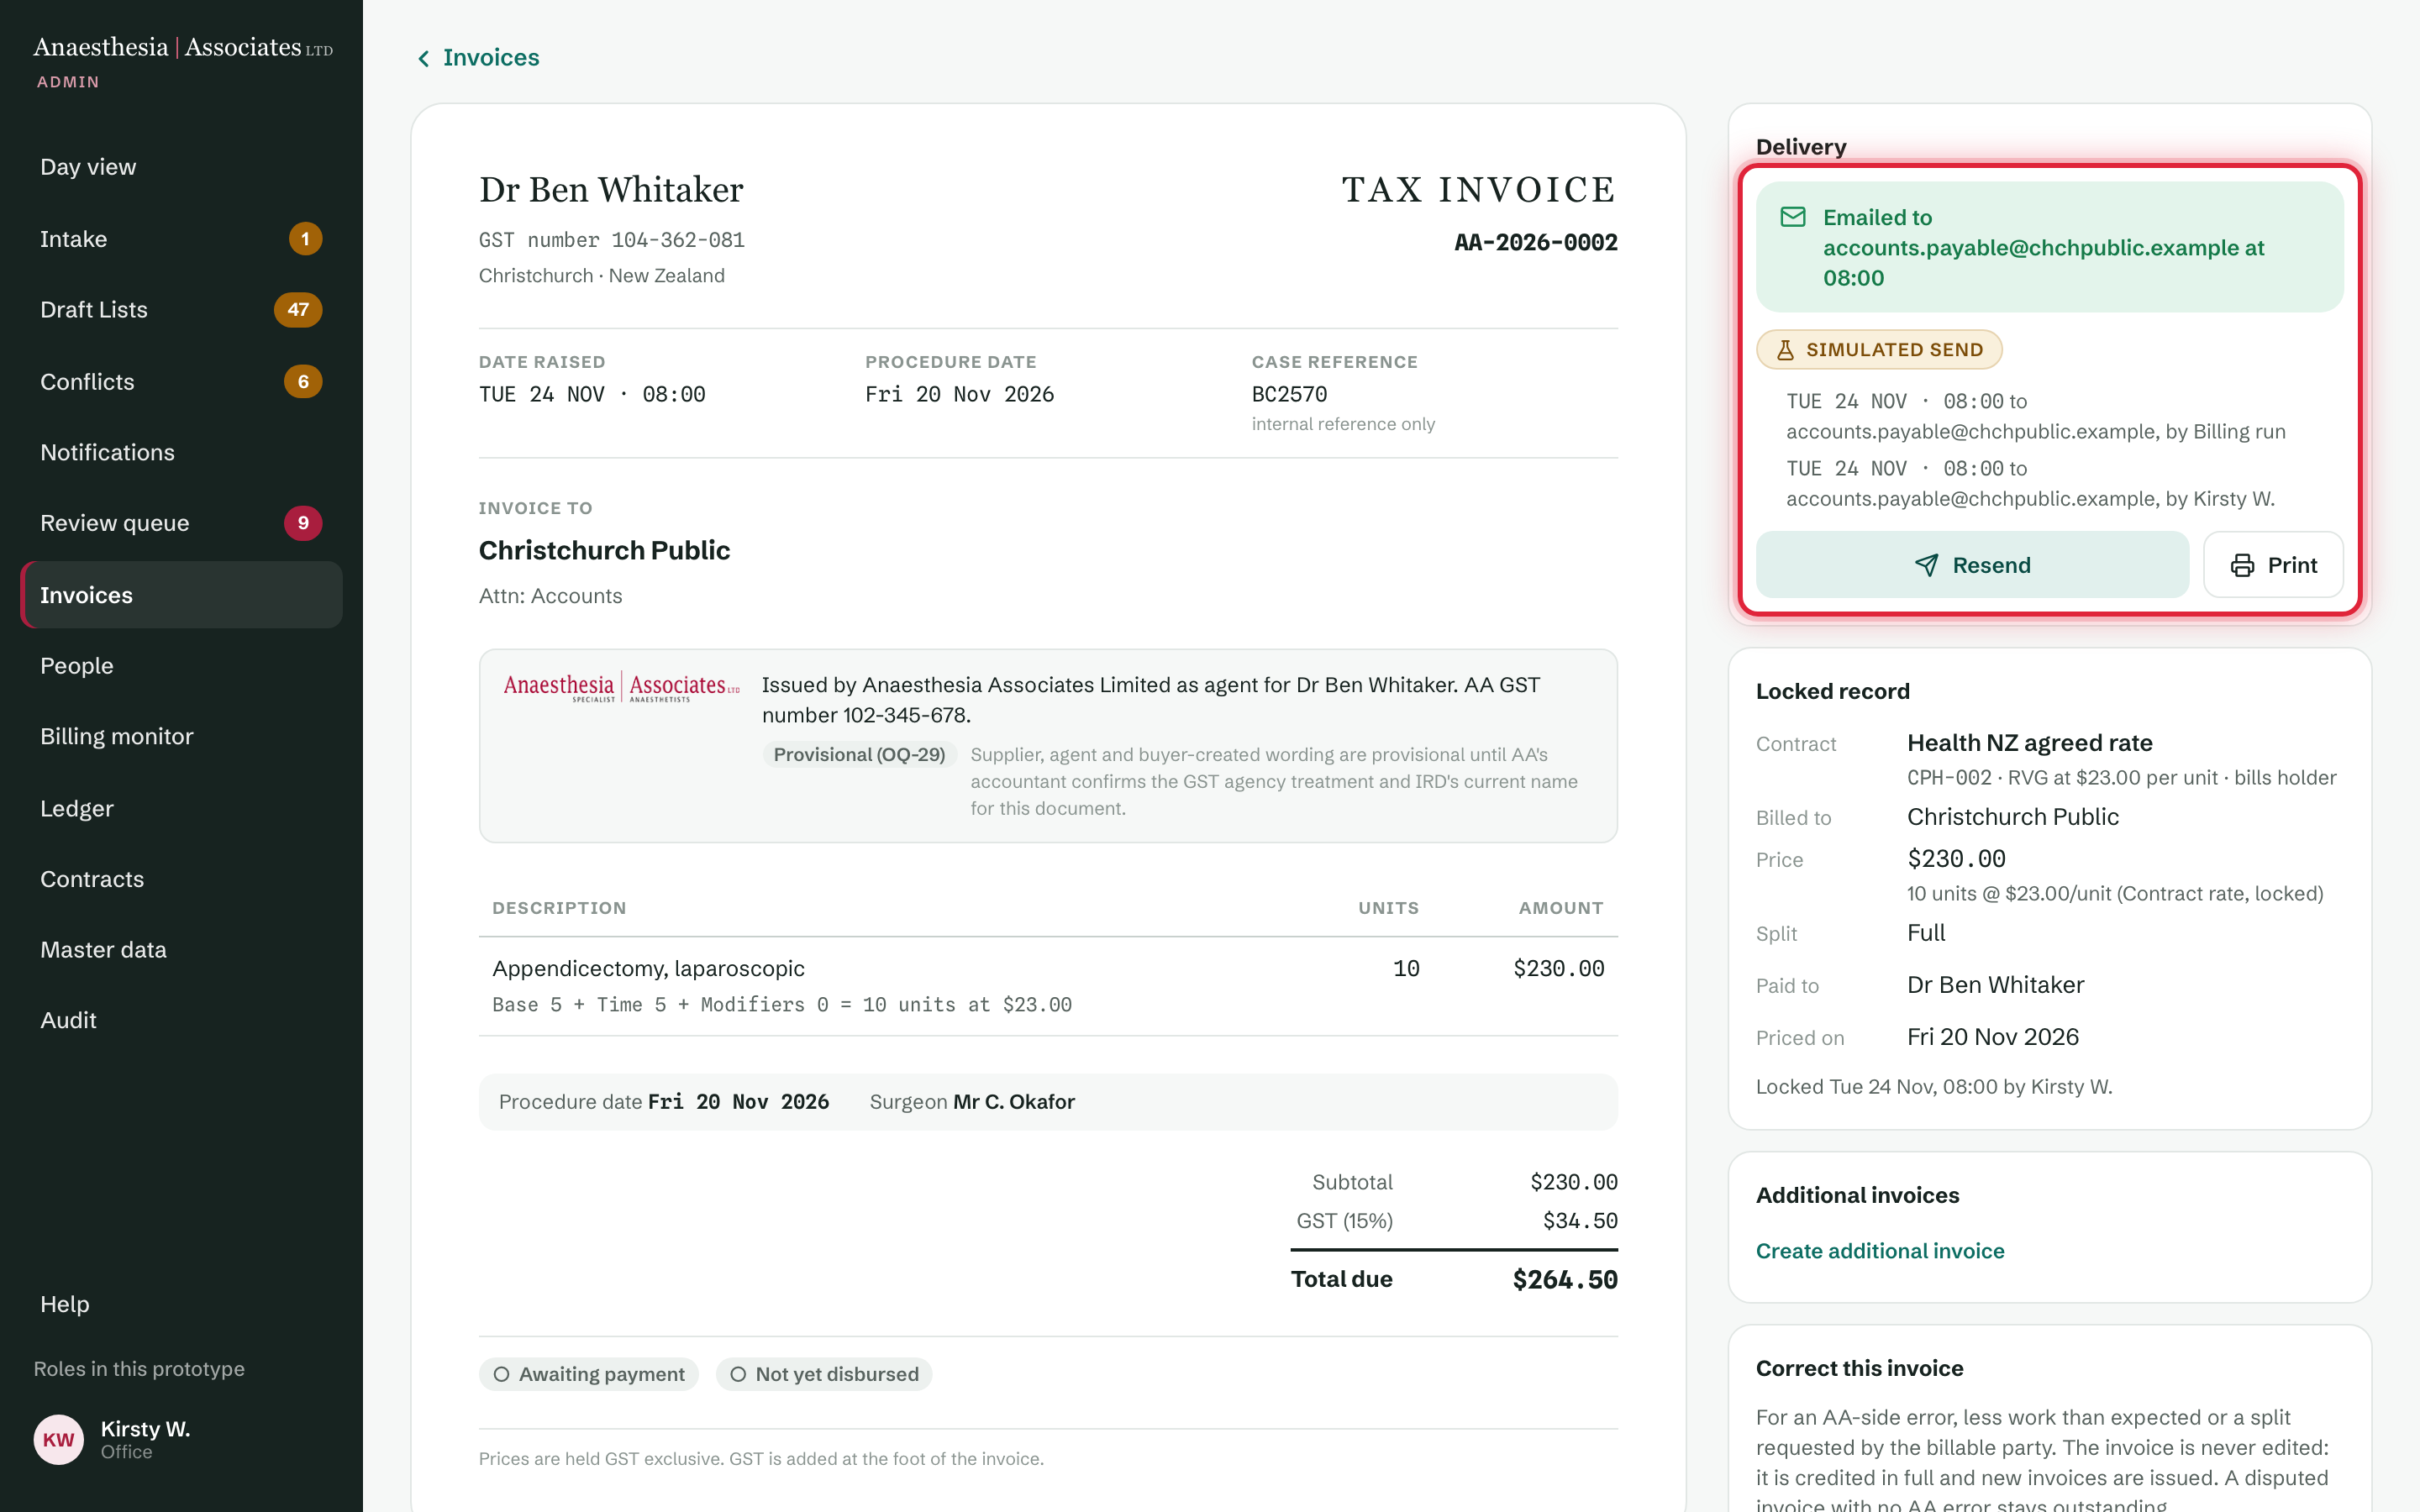 Anaesthesia | Associates LTD
ADMIN
Day view
Intake 1
Draft Lists 47
Conflicts 6
Notifications
Review queue 9
Invoices
People
Billing monitor
Ledger
Contracts
Master data
Audit
Help
Roles in this prototype
KW
Kirsty W.
Office
Invoices
Dr Ben Whitaker
GST number 104-362-081
Christchurch · New Zealand
TAX INVOICE
AA-2026-0002
DATE RAISED
TUE 24 NOV · 08:00
PROCEDURE DATE
Fri 20 Nov 2026
CASE REFERENCE
BC2570
internal reference only
INVOICE TO
Christchurch Public
Attn: Accounts
Anaesthesia | Associates LTD
SPECIALIST | ANAESTHETISTS
Issued by Anaesthesia Associates Limited as agent for Dr Ben Whitaker. AA GST
number 102-345-678.
Provisional (OQ-29)
Supplier, agent and buyer-created wording are provisional until AA's
accountant confirms the GST agency treatment and IRD's current name
for this document.
DESCRIPTION UNITS AMOUNT
Appendicectomy, laparoscopic 10 $230.00
Base 5 + Time 5 + Modifiers 0 = 10 units at $23.00
Procedure date Fri 20 Nov 2026 Surgeon Mr C. Okafor
Subtotal $230.00
GST (15%) $34.50
Total due $264.50
Awaiting payment
Not yet disbursed
Prices are held GST exclusive. GST is added at the foot of the invoice.
Delivery
Emailed to
accounts.payable@chchpublic.example at
08:00
SIMULATED SEND
TUE 24 NOV · 08:00 to
accounts.payable@chchpublic.example, by Billing run
TUE 24 NOV · 08:00 to
accounts.payable@chchpublic.example, by Kirsty W.
Resend
Print
Locked record
Contract Health NZ agreed rate
CPH-002 · RVG at $23.00 per unit · bills holder
Billed to Christchurch Public
Price $230.00
10 units @ $23.00/unit (Contract rate, locked)
Split Full
Paid to Dr Ben Whitaker
Priced on Fri 20 Nov 2026
Locked Tue 24 Nov, 08:00 by Kirsty W.
Additional invoices
Create additional invoice
Correct this invoice
For an AA-side error, less work than expected or a split
requested by the billable party. The invoice is never edited:
it is credited in full and new invoices are issued. A disputed
invoice with no AA error stays outstanding.